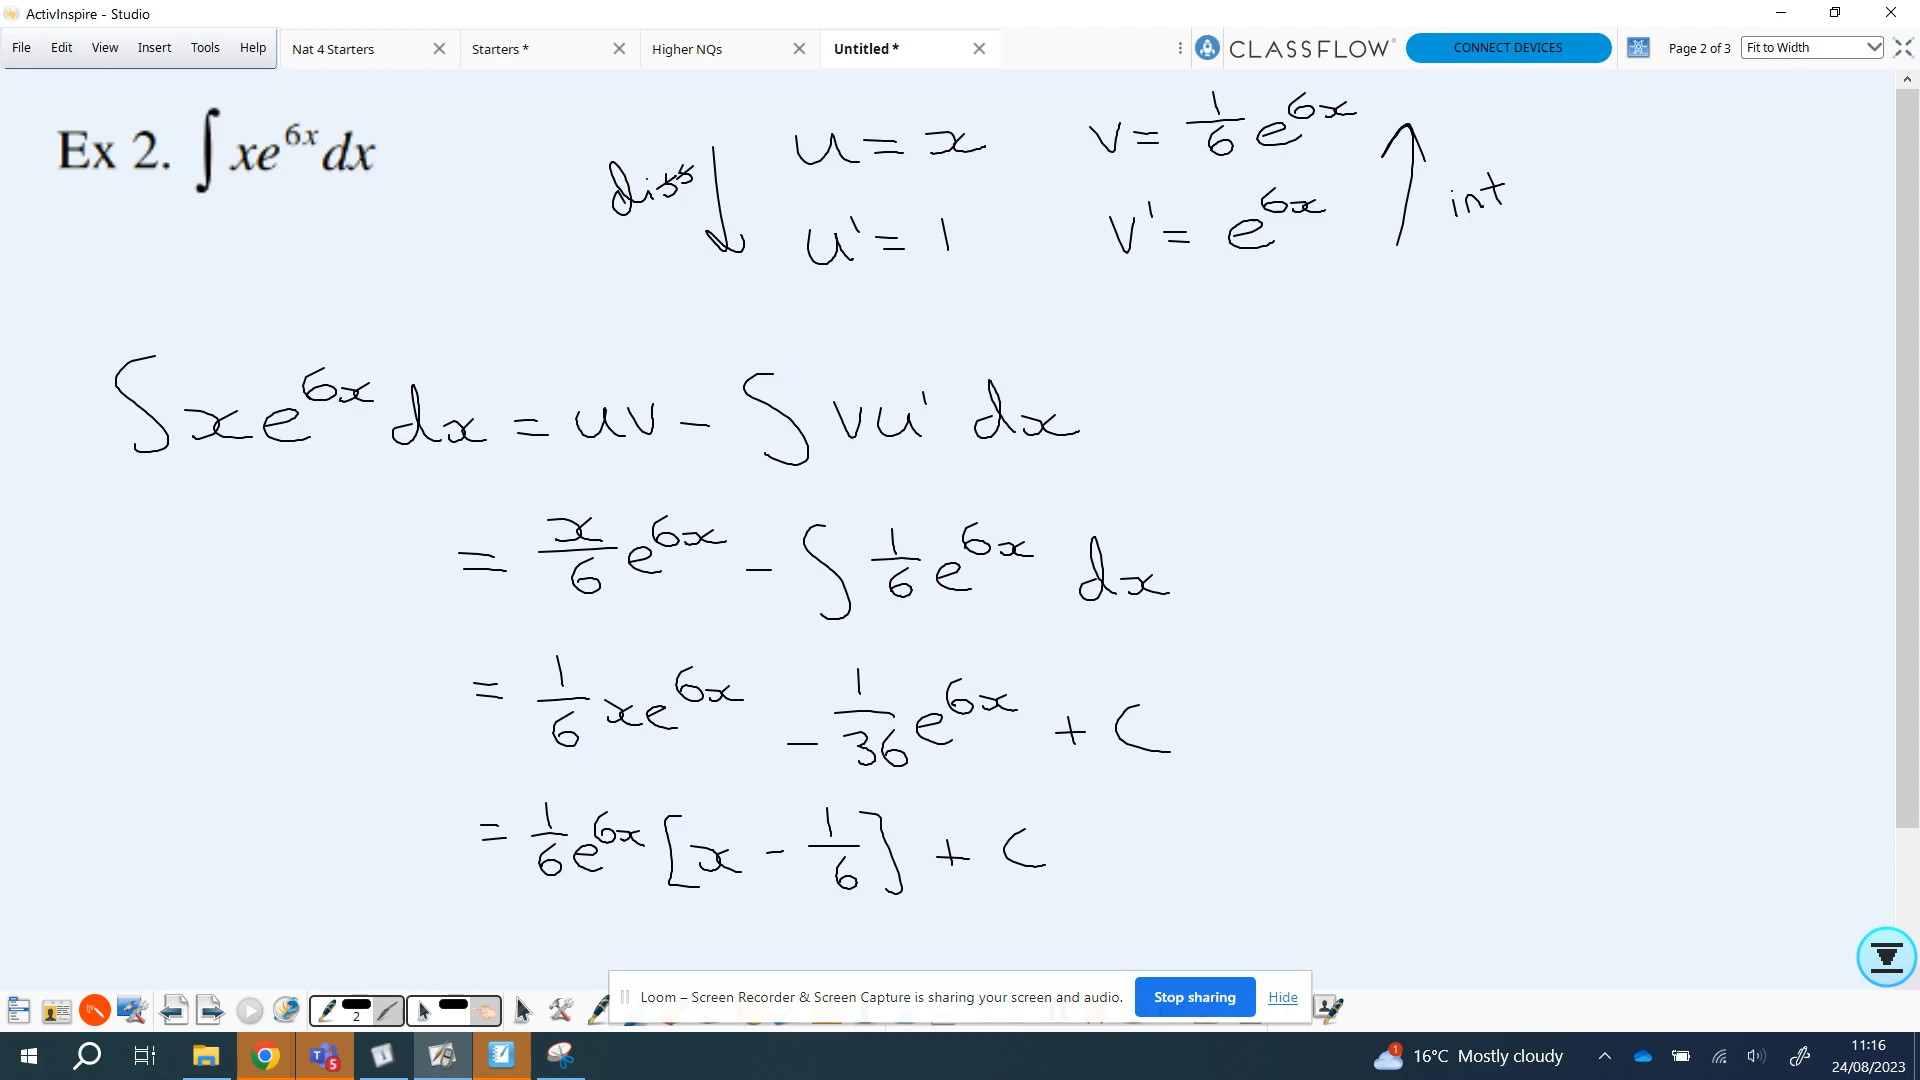 ActivInspire - Studio
File Edit View Insert Tools Help Nat 4 Starters Starters * Higher NQs Untitled * CLASSFLOW CONNECT DEVICES Page 2 of 3 Fit to Width
Ex 2. ∫ xe^{6x} dx
diff u = x v = 1/6 e^{6x}
u' = 1 v' = e^{6x} int
∫ x e^{6x} dx = uv - ∫ vu' dx
= x/6 e^{6x} - ∫ 1/6 e^{6x} dx
= 1/6 xe^{6x} - 1/36 e^{6x} + C
= 1/6 e^{6x} [x - 1/6] + C
Loom – Screen Recorder & Screen Capture is sharing your screen and audio. Stop sharing Hide
2
5
1
16°C Mostly cloudy
11:16
24/08/2023